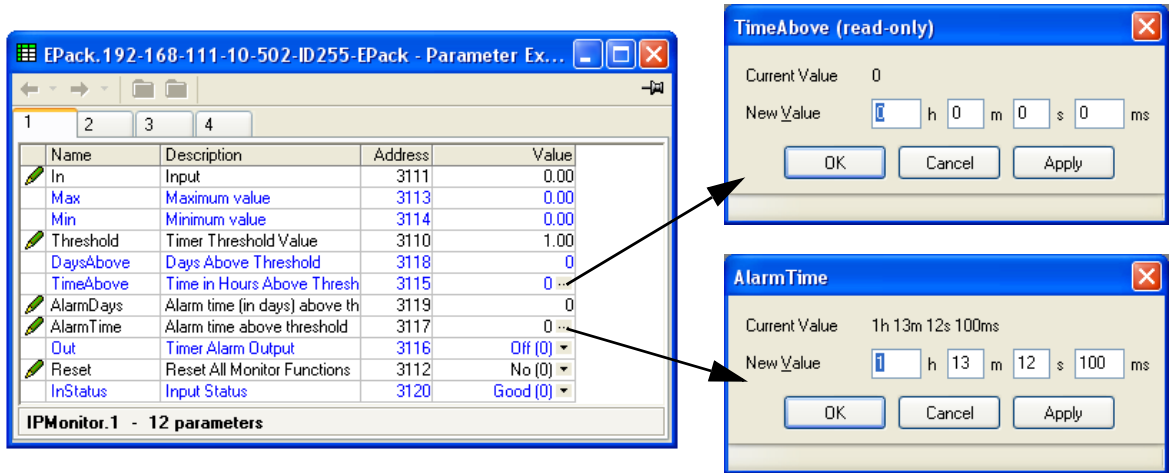 EPack.192-168-111-10-502-ID255-EPack - Parameter Ex...
1 2 3 4
Name Description Address Value
In Input 3111 0.00
Max Maximum value 3113 0.00
Min Minimum value 3114 0.00
Threshold Timer Threshold Value 3110 1.00
DaysAbove Days Above Threshold 3118 0
TimeAbove Time in Hours Above Thresh 3115 0 ...
AlarmDays Alarm time (in days) above th 3119 0
AlarmTime Alarm time above threshold 3117 0 ...
Out Timer Alarm Output 3116 Off (0)
Reset Reset All Monitor Functions 3112 No (0)
InStatus Input Status 3120 Good (0)
IPMonitor.1 - 12 parameters
TimeAbove (read-only)
Current Value 0
New Value 0 h 0 m 0 s 0 ms
OK Cancel Apply
AlarmTime
Current Value 1h 13m 12s 100ms
New Value 1 h 13 m 12 s 100 ms
OK Cancel Apply